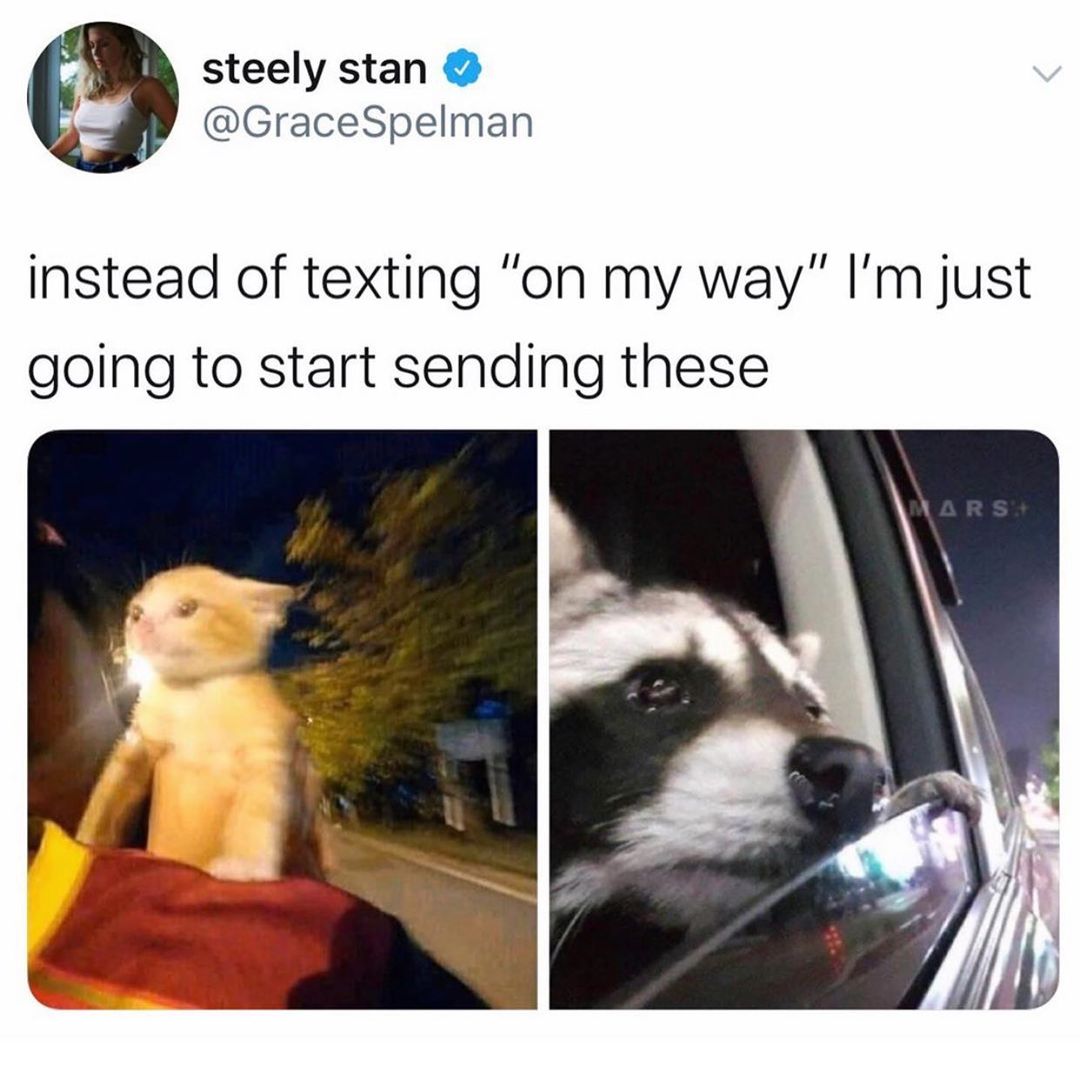 steely stan
@GraceSpelman
instead of texting "on my way" I'm just
going to start sending these
MARS